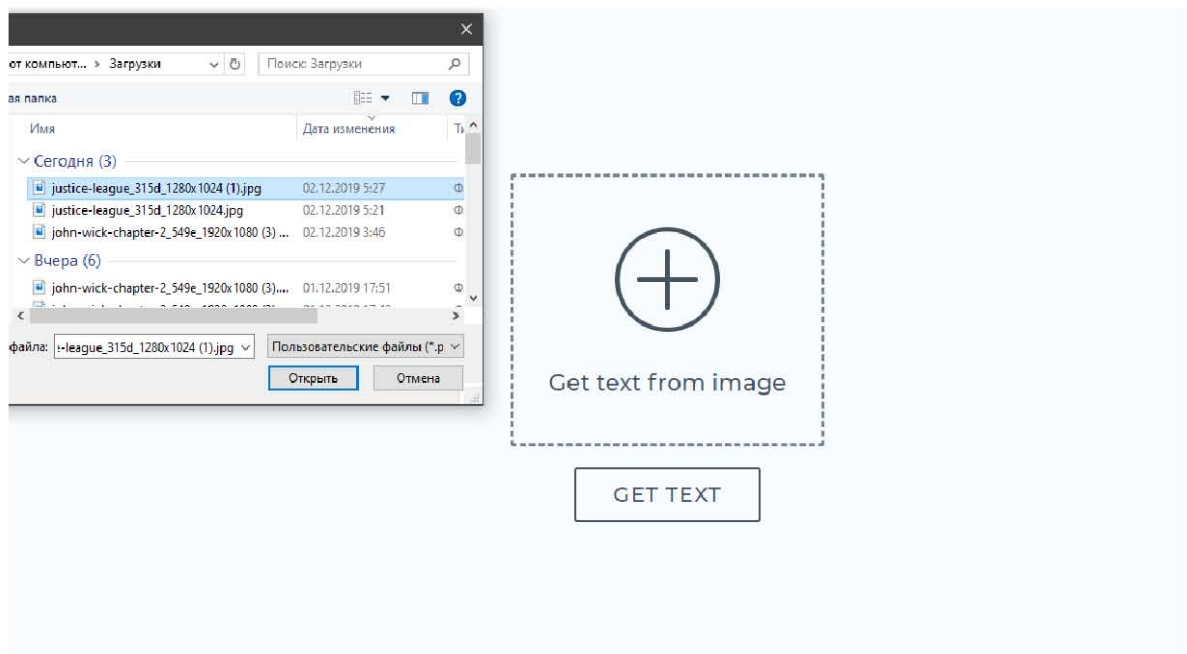 от компьют... > Загрузки
Поиск: Загрузки
ая папка
Имя
Дата изменения
Ти
Сегодня (3)
justice-league_315d_1280x1024 (1).jpg 02.12.2019 5:27 Ф
justice-league_315d_1280x1024.jpg 02.12.2019 5:21 Ф
john-wick-chapter-2_549e_1920x1080 (3) ... 02.12.2019 3:46 Ф
Вчера (6)
john-wick-chapter-2_549e_1920x1080 (3).... 01.12.2019 17:51 Ф
файла: :-league_315d_1280x1024 (1).jpg
Пользовательские файлы (*.p
Открыть
Отмена
Get text from image
GET TEXT